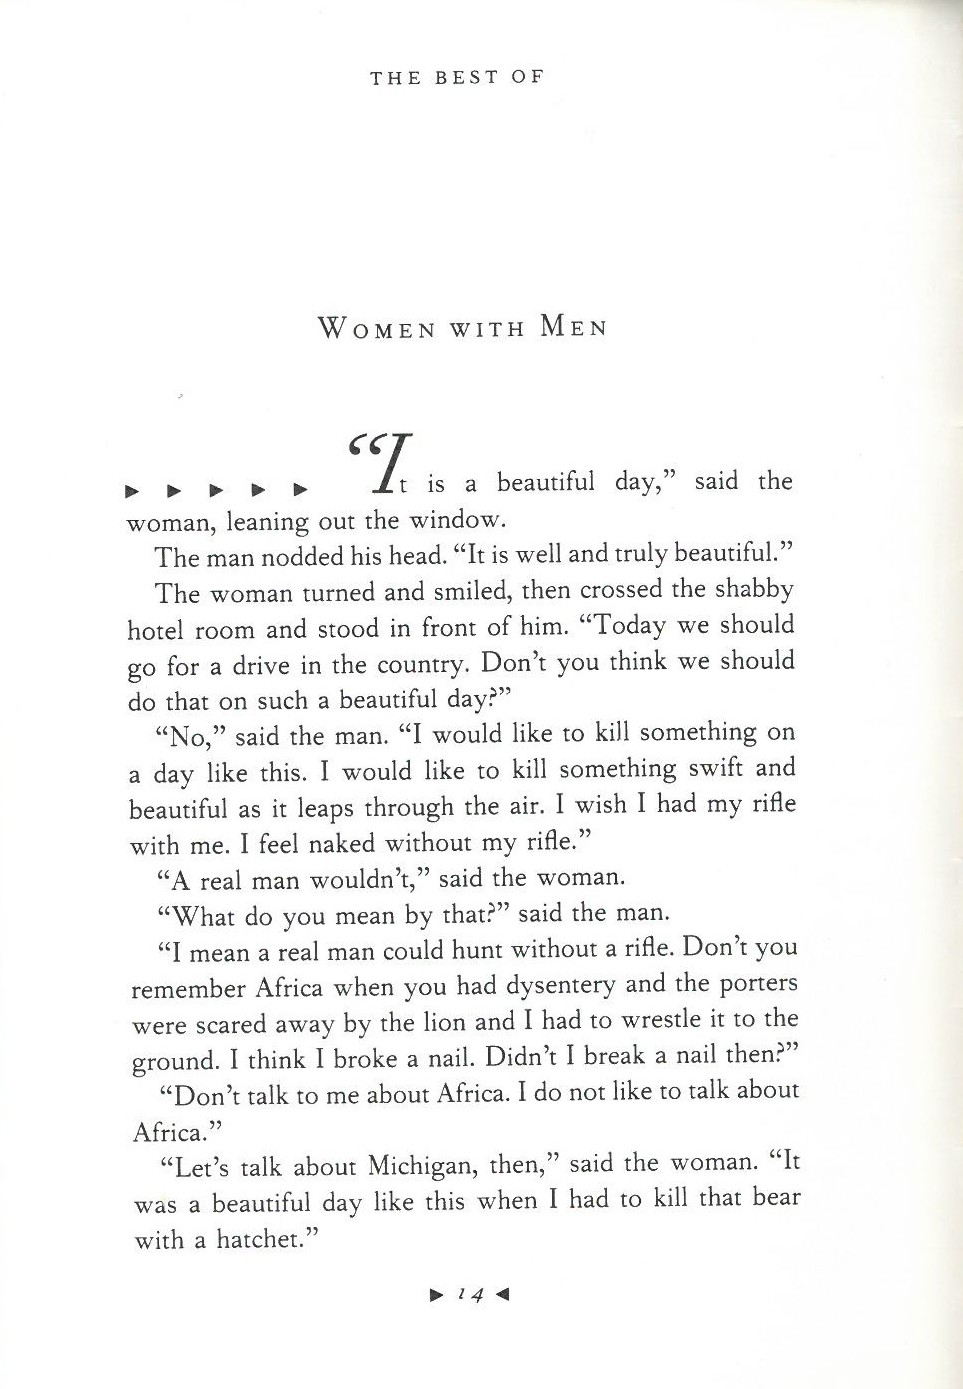 THE BEST OF
WOMEN WITH MEN
▶ ▶ ▶ ▶ ▶ “It is a beautiful day,” said the
woman, leaning out the window.
The man nodded his head. “It is well and truly beautiful.”
The woman turned and smiled, then crossed the shabby
hotel room and stood in front of him. “Today we should
go for a drive in the country. Don’t you think we should
do that on such a beautiful day?”
“No,” said the man. “I would like to kill something on
a day like this. I would like to kill something swift and
beautiful as it leaps through the air. I wish I had my rifle
with me. I feel naked without my rifle.”
“A real man wouldn’t,” said the woman.
“What do you mean by that?” said the man.
“I mean a real man could hunt without a rifle. Don’t you
remember Africa when you had dysentery and the porters
were scared away by the lion and I had to wrestle it to the
ground. I think I broke a nail. Didn’t I break a nail then?”
“Don’t talk to me about Africa. I do not like to talk about
Africa.”
“Let’s talk about Michigan, then,” said the woman. “It
was a beautiful day like this when I had to kill that bear
with a hatchet.”
▶ 14 ◀